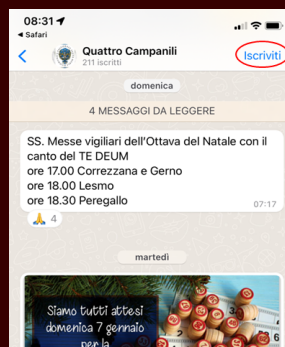 08:31
Safari
Quattro Campanili
211 iscritti
Iscriviti
domenica
4 MESSAGGI DA LEGGERE
SS. Messe vigiliari dell'Ottava del Natale con il
canto del TE DEUM
ore 17.00 Correzzana e Gerno
ore 18.00 Lesmo
ore 18.30 Peregallo
07:17
4
martedì
Siamo tutti attesi
domenica 7 gennaio
per la